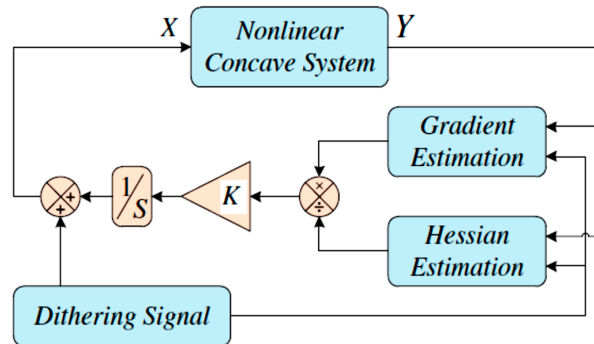 X
Nonlinear
Concave System
Y
Gradient
Estimation
×
÷
K
1/S
+
+
Hessian
Estimation
Dithering Signal